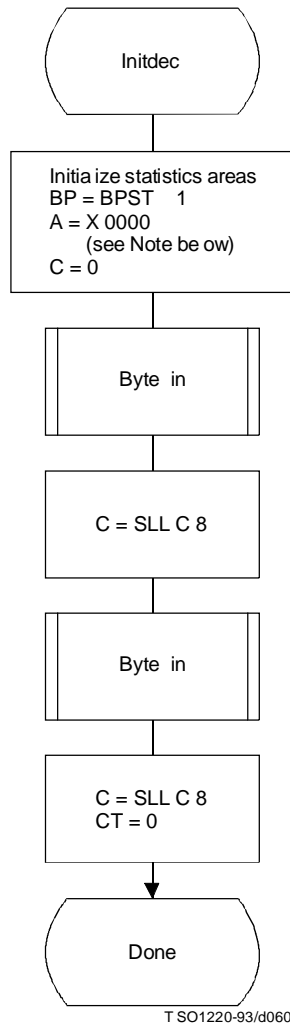 Initdec
Initia ize statistics areas
BP = BPST 1
A = X 0000
(see Note be ow)
C = 0
Byte in
C = SLL C 8
Byte in
C = SLL C 8
CT = 0
Done
T SO1220-93/d060